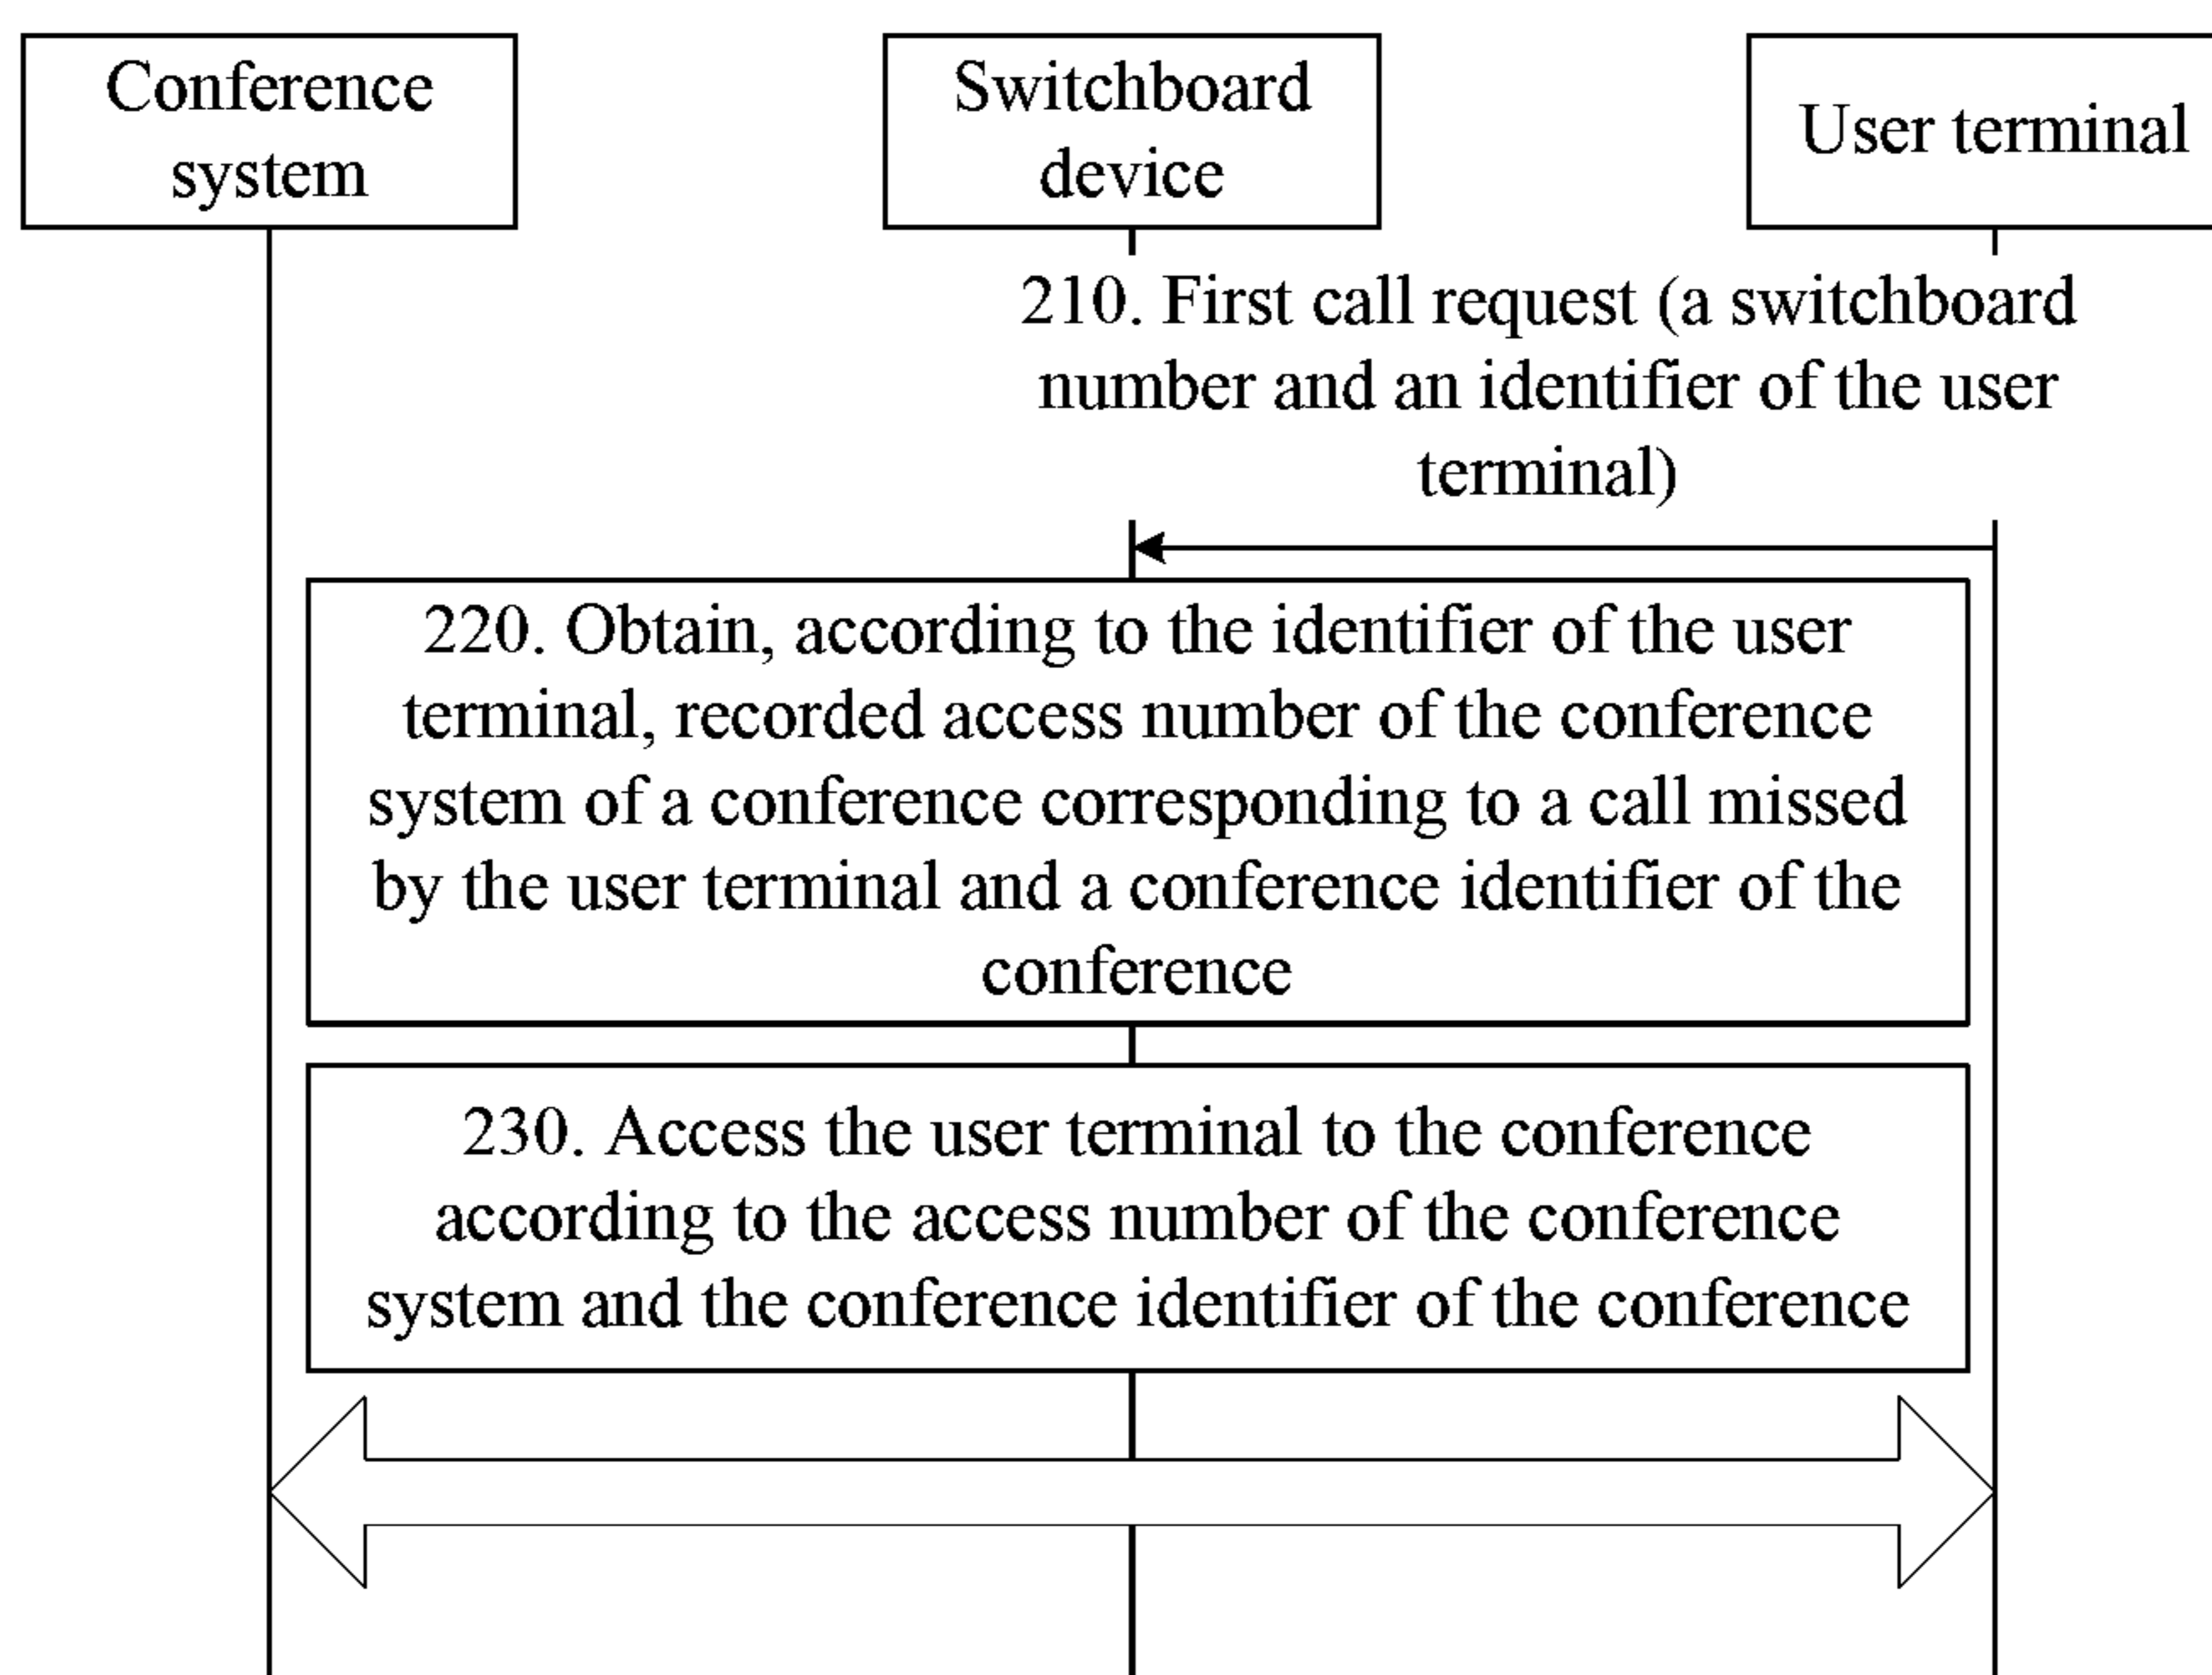 Conference
system
Switchboard
device
User terminal
210. First call request (a switchboard
number and an identifier of the user
terminal)
220. Obtain, according to the identifier of the user
terminal, recorded access number of the conference
system of a conference corresponding to a call missed
by the user terminal and a conference identifier of the
conference
230. Access the user terminal to the conference
according to the access number of the conference
system and the conference identifier of the conference